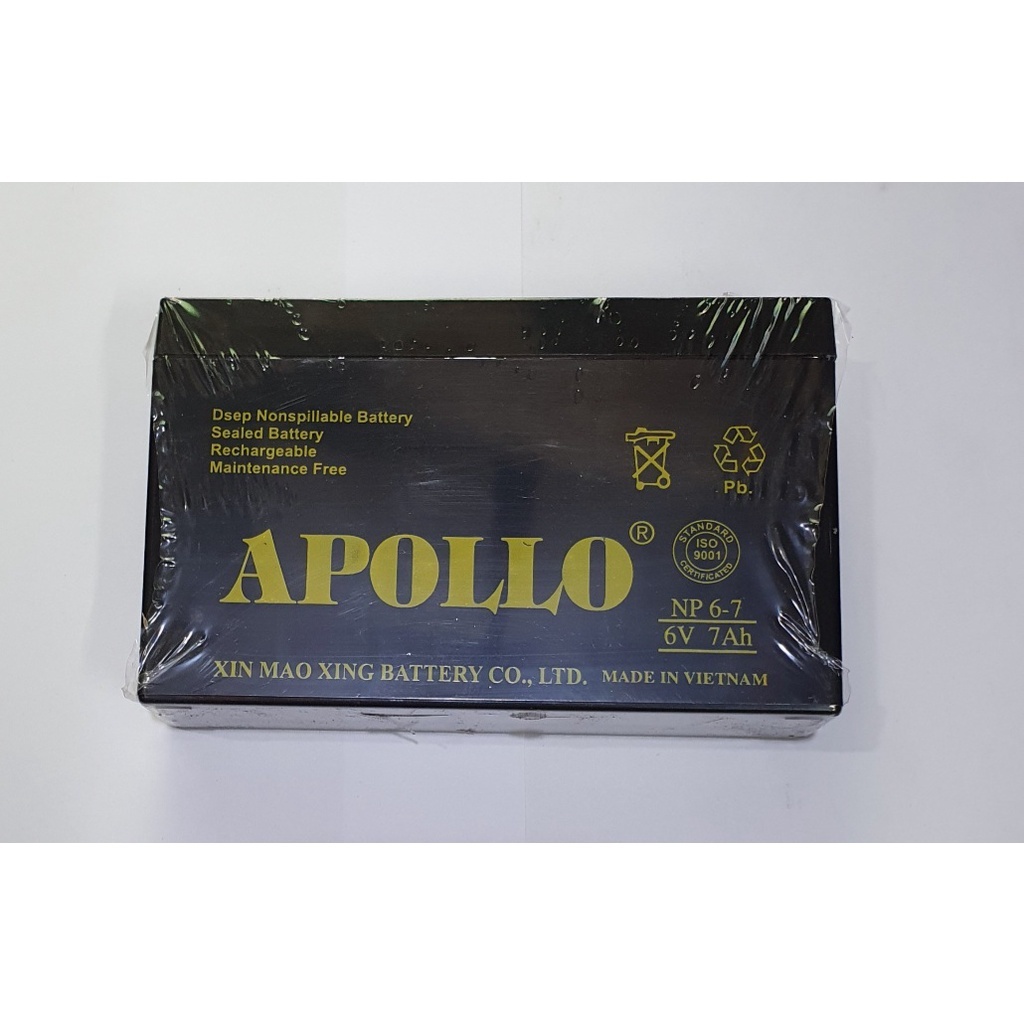 Dsep Nonspillable Battery
Sealed Battery
Rechargeable
Maintenance Free
Pb.
APOLLO®
STANDARD
ISO
9001
CERTIFICATED
NP 6-7
6V 7Ah
XIN MAO XING BATTERY CO., LTD. MADE IN VIETNAM